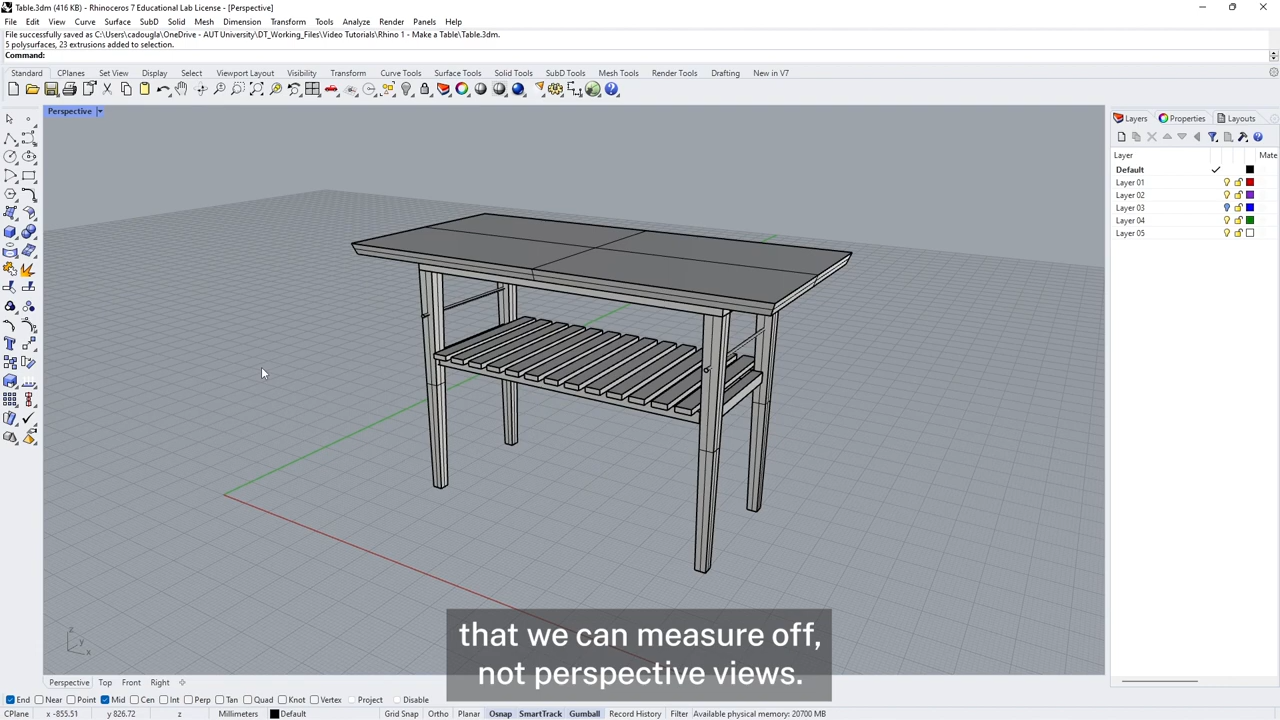 Table.3dm (416 KB) - Rhinoceros 7 Educational Lab License - [Perspective]
File Edit View Curve Surface SubD Solid Mesh Dimension Transform Tools Analyze Render Panels Help
File successfully saved as C:\Users\cadougla\OneDrive - AUT University\DT_Working_Files\Video Tutorials\Rhino 1 - Make a Table\Table.3dm.
5 polysurfaces, 23 extrusions added to selection.
Command:
Standard CPlanes Set View Display Select Viewport Layout Visibility Transform Curve Tools Surface Tools Solid Tools SubD Tools Mesh Tools Render Tools Drafting New in V7
Perspective
Layers Properties Layouts
Layer Mate
Default
Layer 01
Layer 02
Layer 03
Layer 04
Layer 05
z
y
x
that we can measure off,
not perspective views.
Perspective Top Front Right
End Near Point Mid Cen Int Perp Tan Quad Knot Vertex Project Disable
CPlane x -855.51 y 826.72 z Millimeters Default Grid Snap Ortho Planar Osnap SmartTrack Gumball Record History Filter Available physical memory: 20700 MB